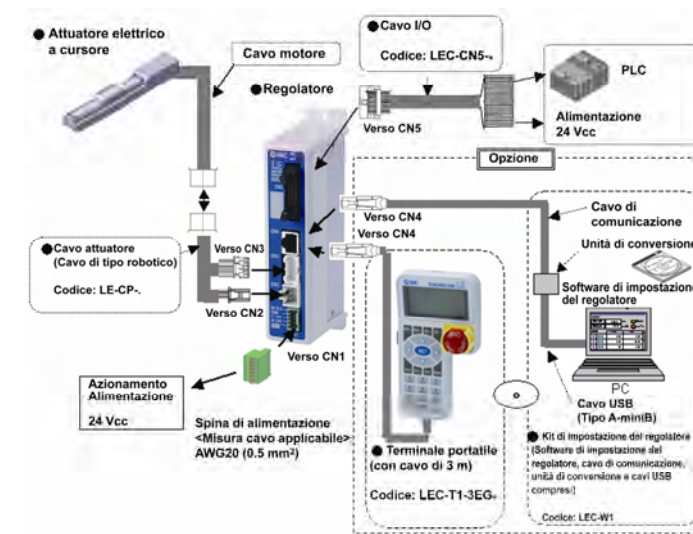 ● Attuatore elettrico
a cursore
Cavo motore
● Regolatore
● Cavo I/O
Codice: LEC-CN5-*
PLC
Alimentazione
24 Vcc
Verso CN5
Opzione
Verso CN4
Verso CN4
Cavo di
comunicazione
Unità di conversione
Software di impostazione
del regolatore
● Cavo attuatore
(Cavo di tipo robotico)
Codice: LE-CP-.
Verso CN3
Verso CN2
Verso CN1
Azionamento
Alimentazione
24 Vcc
Spina di alimentazione
<Misura cavo applicabile>
AWG20 (0.5 mm²)
● Terminale portatile
(con cavo di 3 m)
Codice: LEC-T1-3EG*
PC
Cavo USB
(Tipo A-miniB)
● Kit di impostazione del regolatore
(Software di impostazione del
regolatore, cavo di comunicazione,
unità di conversione e cavi USB
compresi)
Codice: LEC-W1